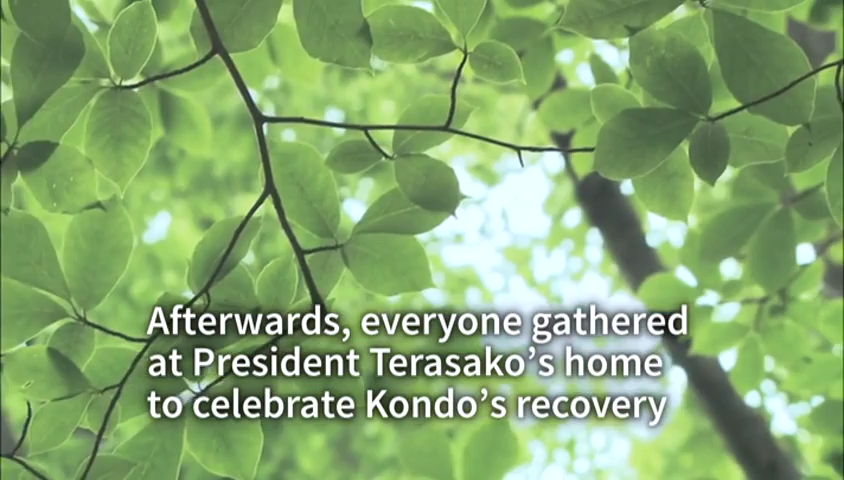 Afterwards, everyone gathered
at President Terasako’s home
to celebrate Kondo’s recovery